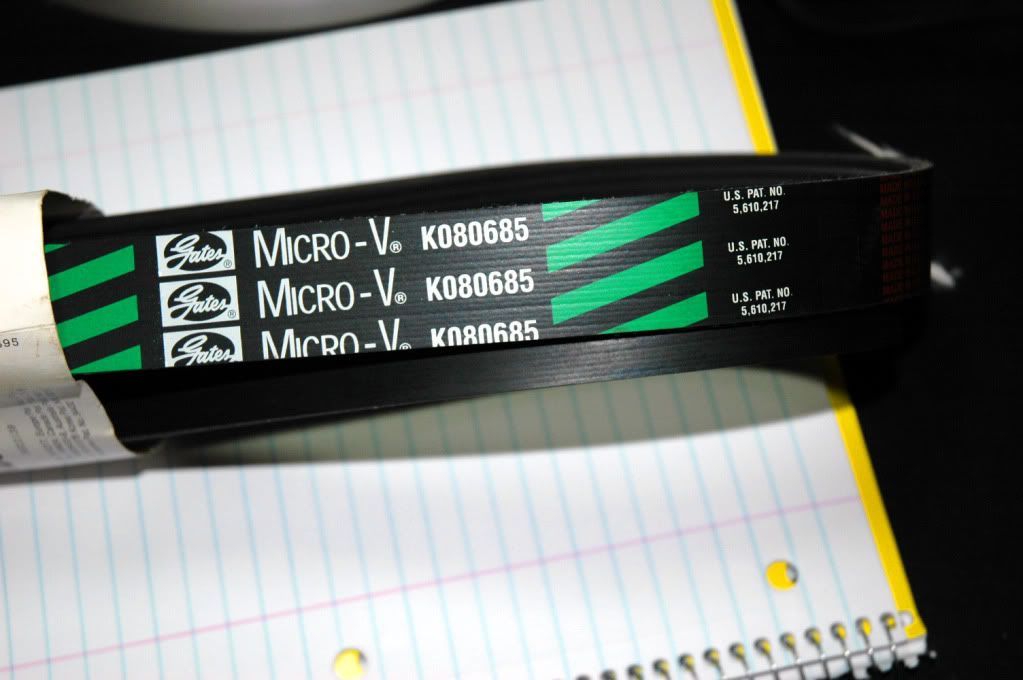 Gates® MICRO-V® K080685
Gates® MICRO-V® K080685
Gates MICRO-V® K080685
U.S. PAT. NO.
5,610,217
U.S. PAT. NO.
5,610,217
U.S. PAT. NO.
5,610,217
595